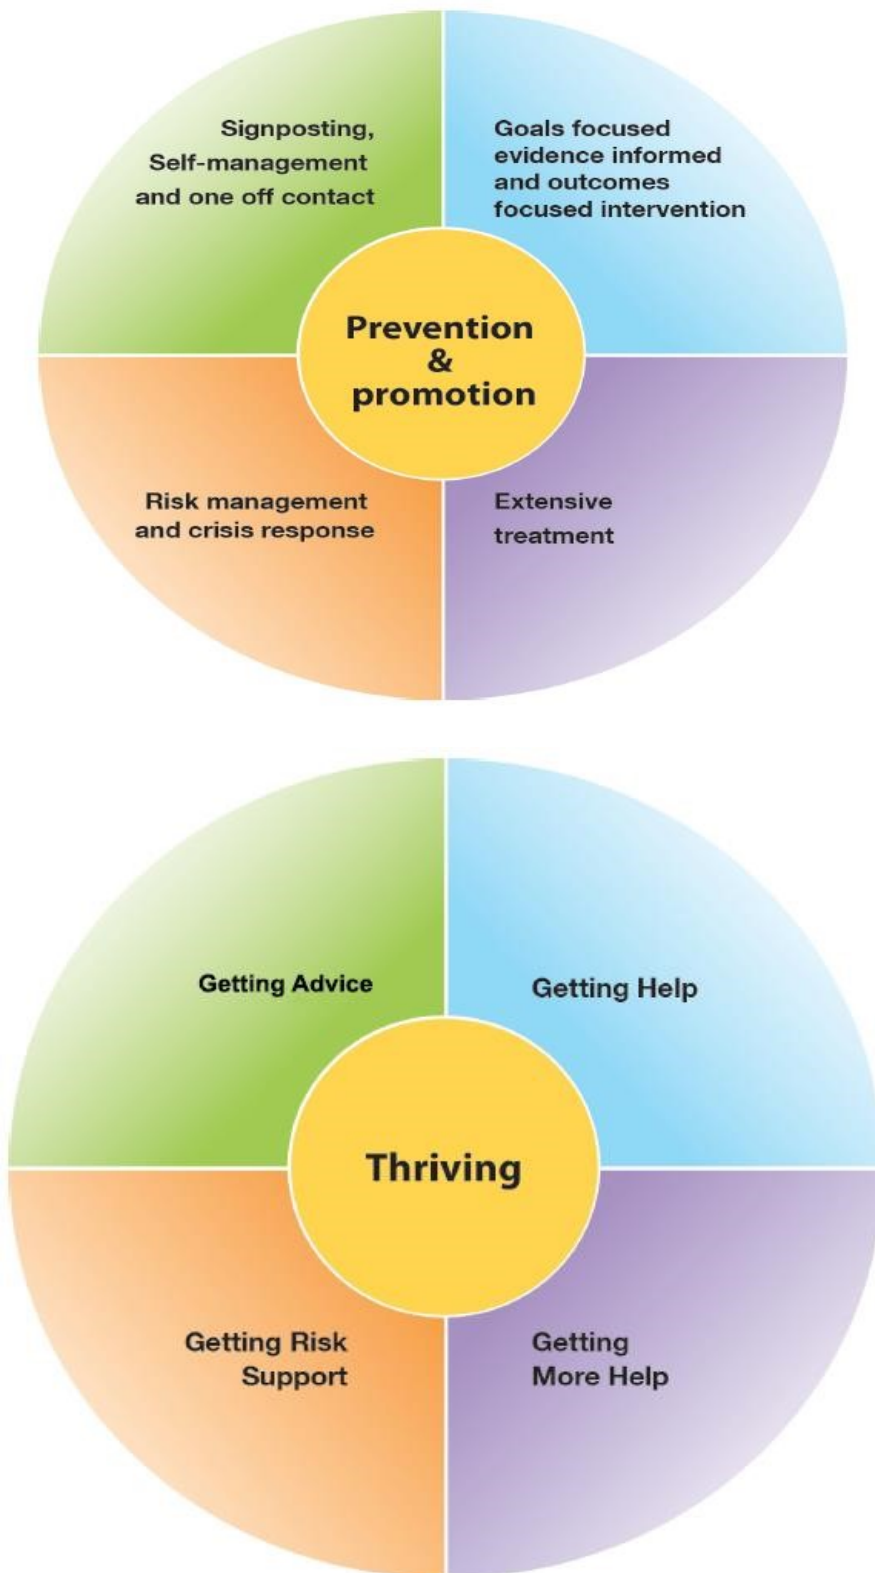 Signposting,
Self-management
and one off contact
Goals focused
evidence informed
and outcomes
focused intervention
Prevention
&
promotion
Risk management
and crisis response
Extensive
treatment
Getting Advice
Getting Help
Thriving
Getting Risk
Support
Getting
More Help